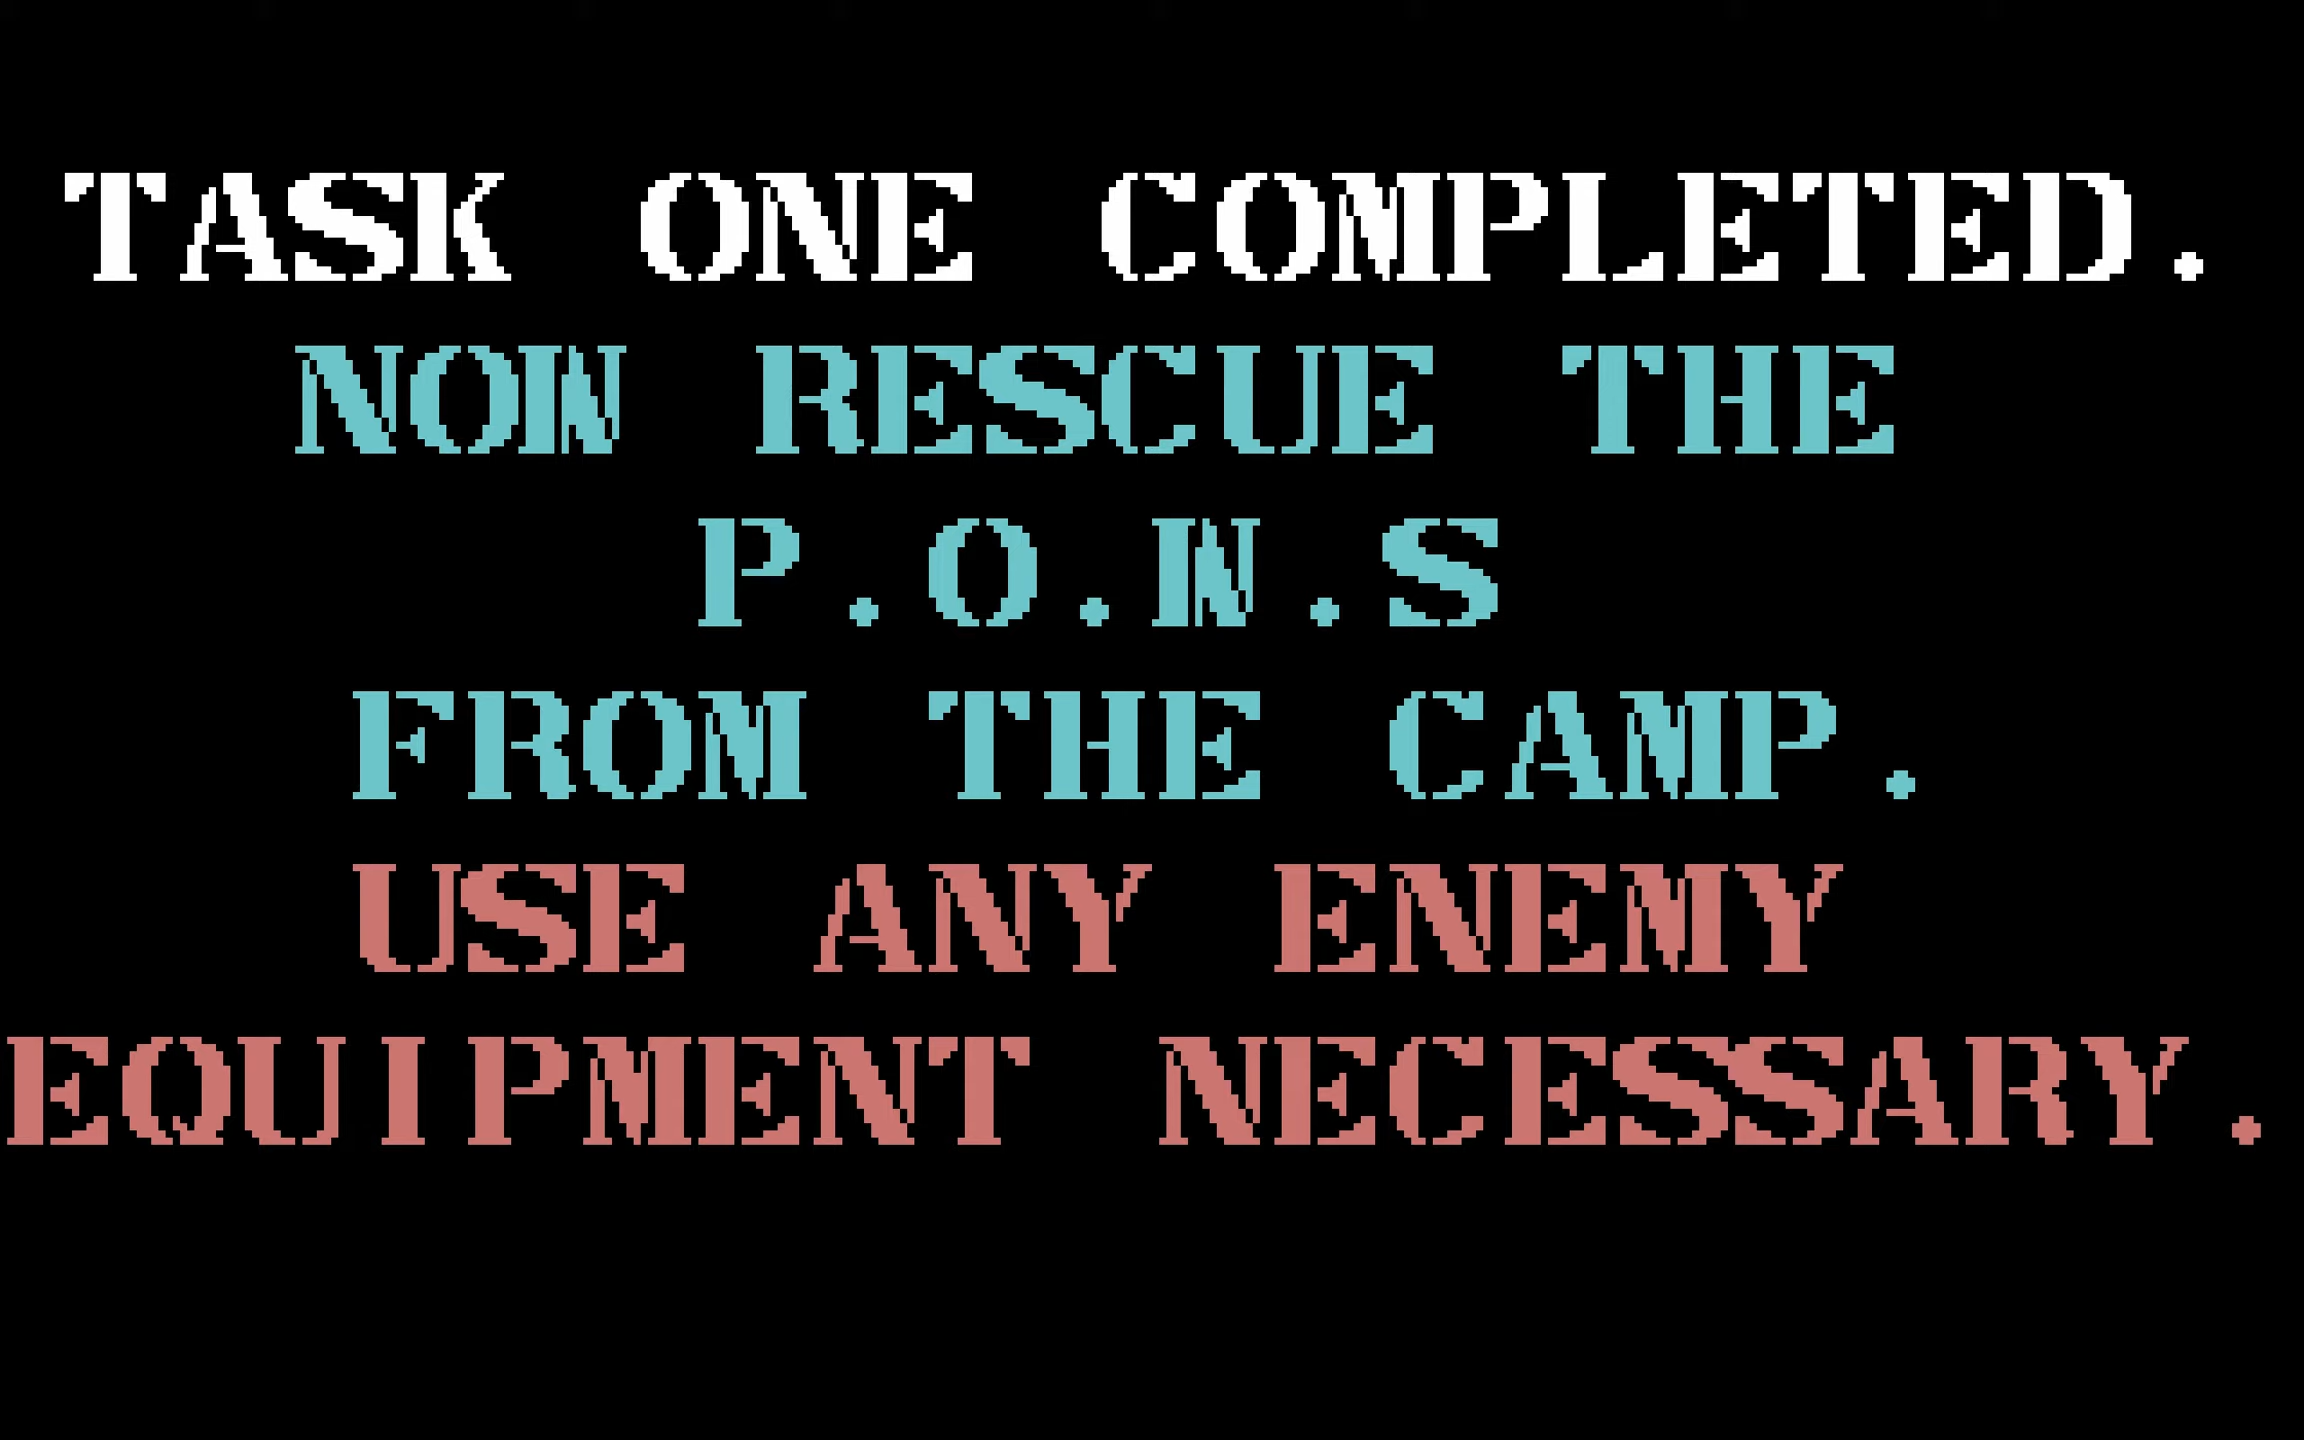 TASK ONE COMPLETED.
NOW RESCUE THE
P.O.W.S
FROM THE CAMP.
USE ANY ENEMY
EQUIPMENT NECESSARY.